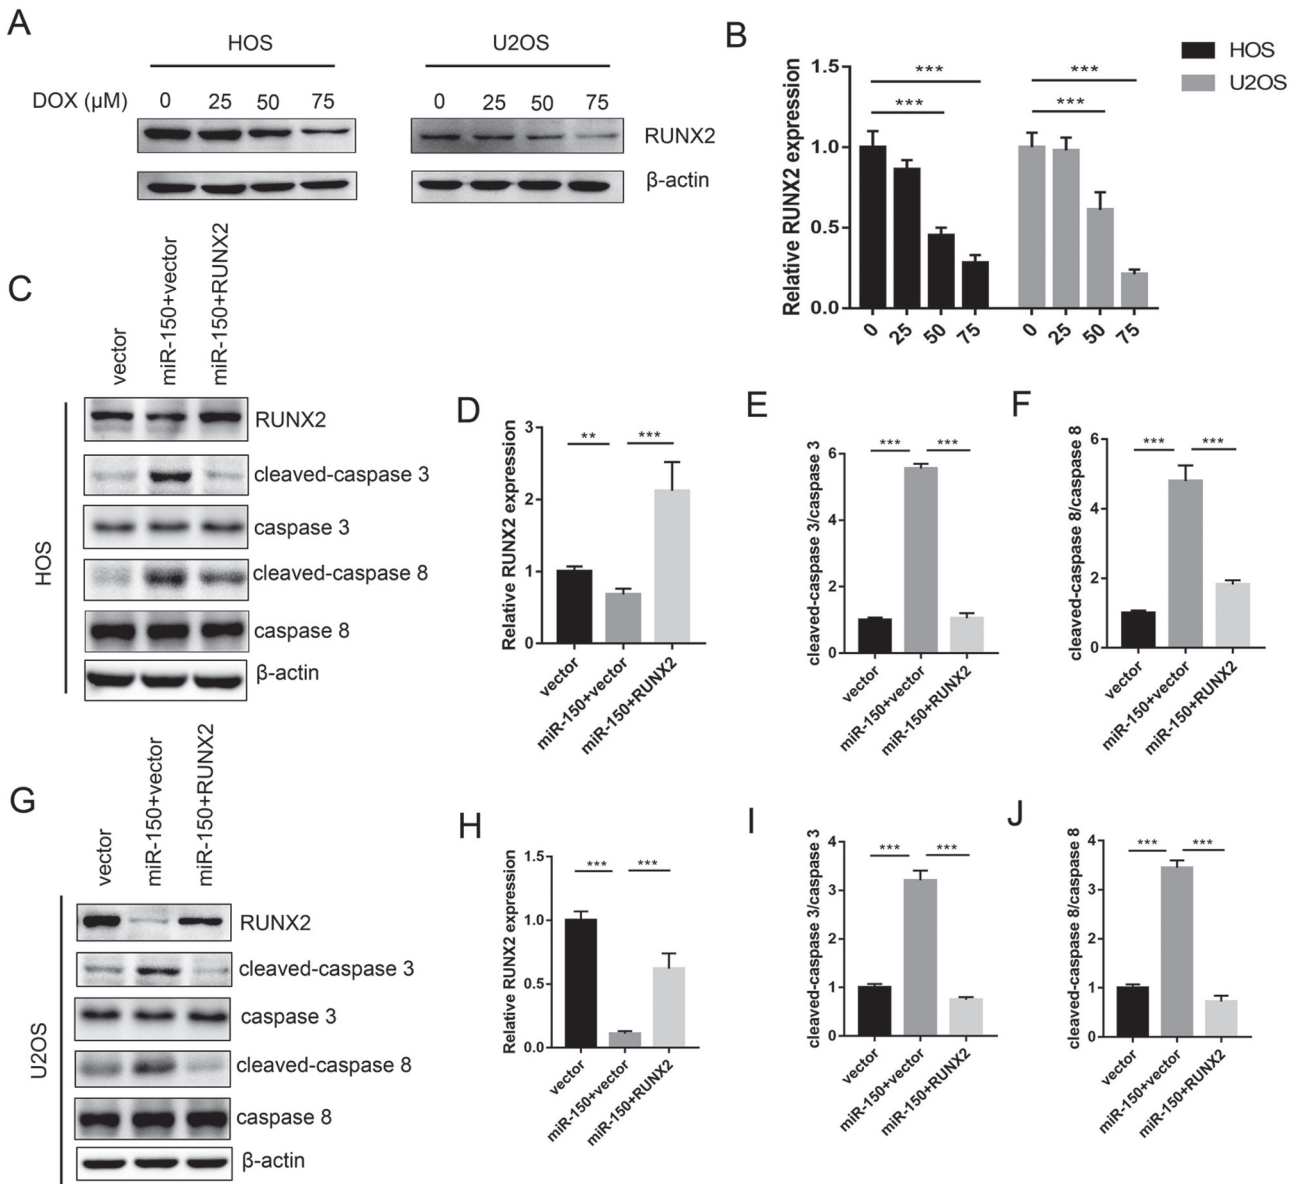 A
HOS
U2OS
DOX (μM)
0 25 50 75
0 25 50 75
RUNX2
β-actin
B
HOS
U2OS
Relative RUNX2 expression
1.5
1.0
0.5
0.0
*** ***
*** ***
0 25 50 75 0 25 50 75
C
vector
miR-150+vector
miR-150+RUNX2
HOS
RUNX2
cleaved-caspase 3
caspase 3
cleaved-caspase 8
caspase 8
β-actin
D
Relative RUNX2 expression
3
2
1
0
** ***
vector
miR-150+vector
miR-150+RUNX2
E
cleaved-caspase 3/caspase 3
6
4
2
0
*** ***
vector
miR-150+vector
miR-150+RUNX2
F
cleaved-caspase 8/caspase 8
6
4
2
0
*** ***
vector
miR-150+vector
miR-150+RUNX2
G
vector
miR-150+vector
miR-150+RUNX2
U2OS
RUNX2
cleaved-caspase 3
caspase 3
cleaved-caspase 8
caspase 8
β-actin
H
Relative RUNX2 expression
1.5
1.0
0.5
0.0
*** ***
vector
miR-150+vector
miR-150+RUNX2
I
cleaved-caspase 3/caspase 3
4
3
2
1
0
*** ***
vector
miR-150+vector
miR-150+RUNX2
J
cleaved-caspase 8/caspase 8
4
3
2
1
0
*** ***
vector
miR-150+vector
miR-150+RUNX2